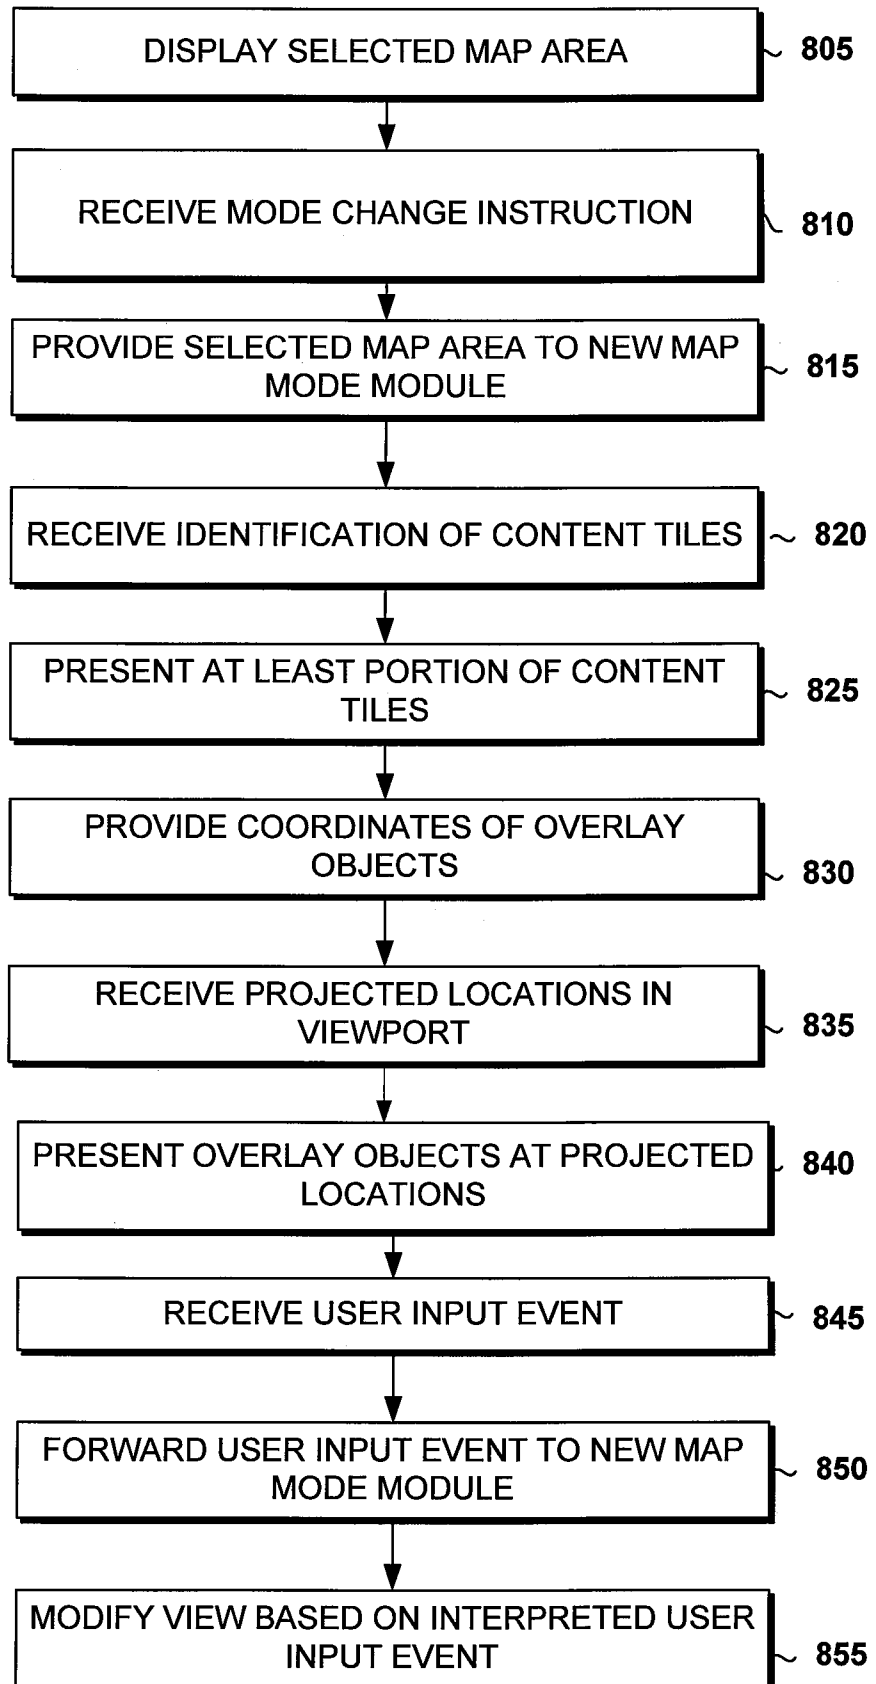 DISPLAY SELECTED MAP AREA
805
RECEIVE MODE CHANGE INSTRUCTION
810
PROVIDE SELECTED MAP AREA TO NEW MAP
MODE MODULE
815
RECEIVE IDENTIFICATION OF CONTENT TILES
820
PRESENT AT LEAST PORTION OF CONTENT
TILES
825
PROVIDE COORDINATES OF OVERLAY
OBJECTS
830
RECEIVE PROJECTED LOCATIONS IN
VIEWPORT
835
PRESENT OVERLAY OBJECTS AT PROJECTED
LOCATIONS
840
RECEIVE USER INPUT EVENT
845
FORWARD USER INPUT EVENT TO NEW MAP
MODE MODULE
850
MODIFY VIEW BASED ON INTERPRETED USER
INPUT EVENT
855